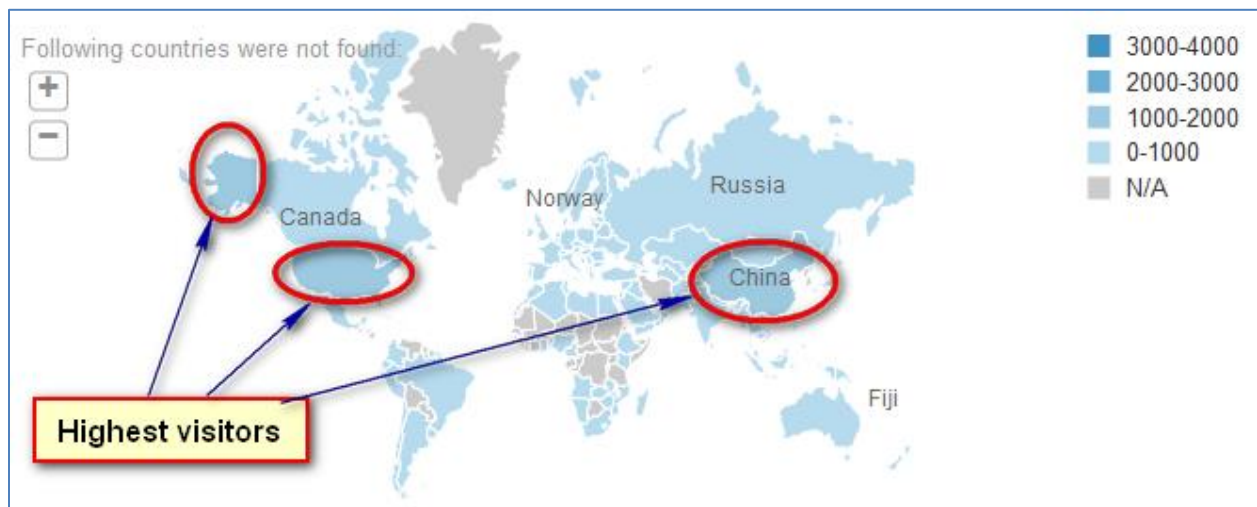 Following countries were not found:
+
−
3000-4000
2000-3000
1000-2000
0-1000
N/A
Norway
Russia
Canada
China
Fiji
Highest visitors